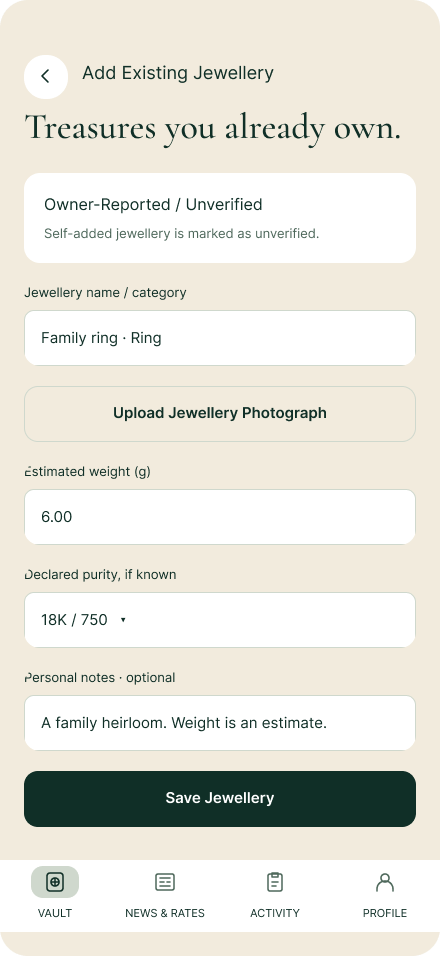 Add Existing Jewellery
Treasures you already own.
Owner-Reported / Unverified
Self-added jewellery is marked as unverified.
Jewellery name / category
Family ring · Ring
Upload Jewellery Photograph
Estimated weight (g)
6.00
Declared purity, if known
18K / 750
Personal notes · optional
A family heirloom. Weight is an estimate.
Save Jewellery
VAULT
NEWS & RATES
ACTIVITY
PROFILE